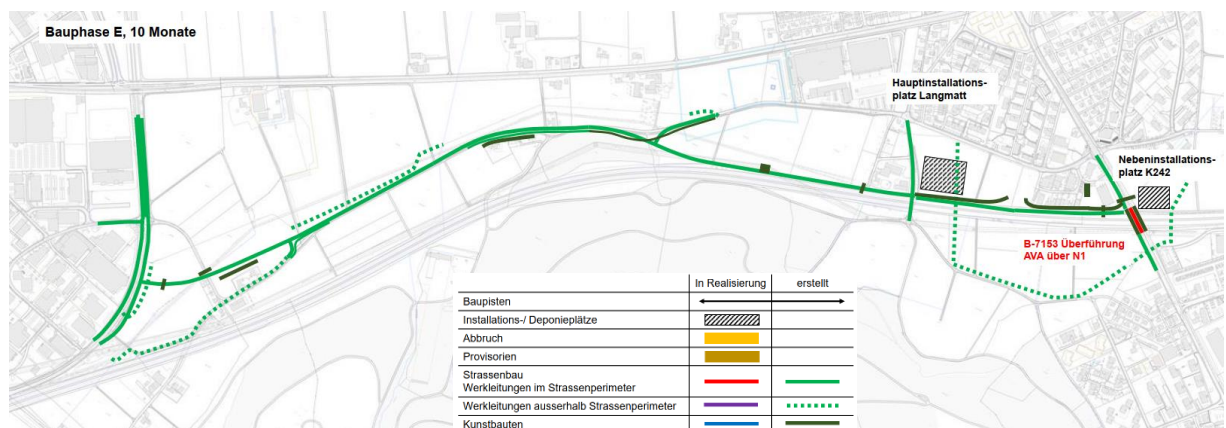 Bauphase E, 10 Monate
Hauptinstallations-
platz Langmatt
Nebeninstallations-
platz K242
B-7153 Überführung
AVA über N1
In Realisierung erstellt
Baupisten
Installations-/ Deponieplätze
Abbruch
Provisorien
Strassenbau
Werkleitungen im Strassenperimeter
Werkleitungen ausserhalb Strassenperimeter
Kunstbauten